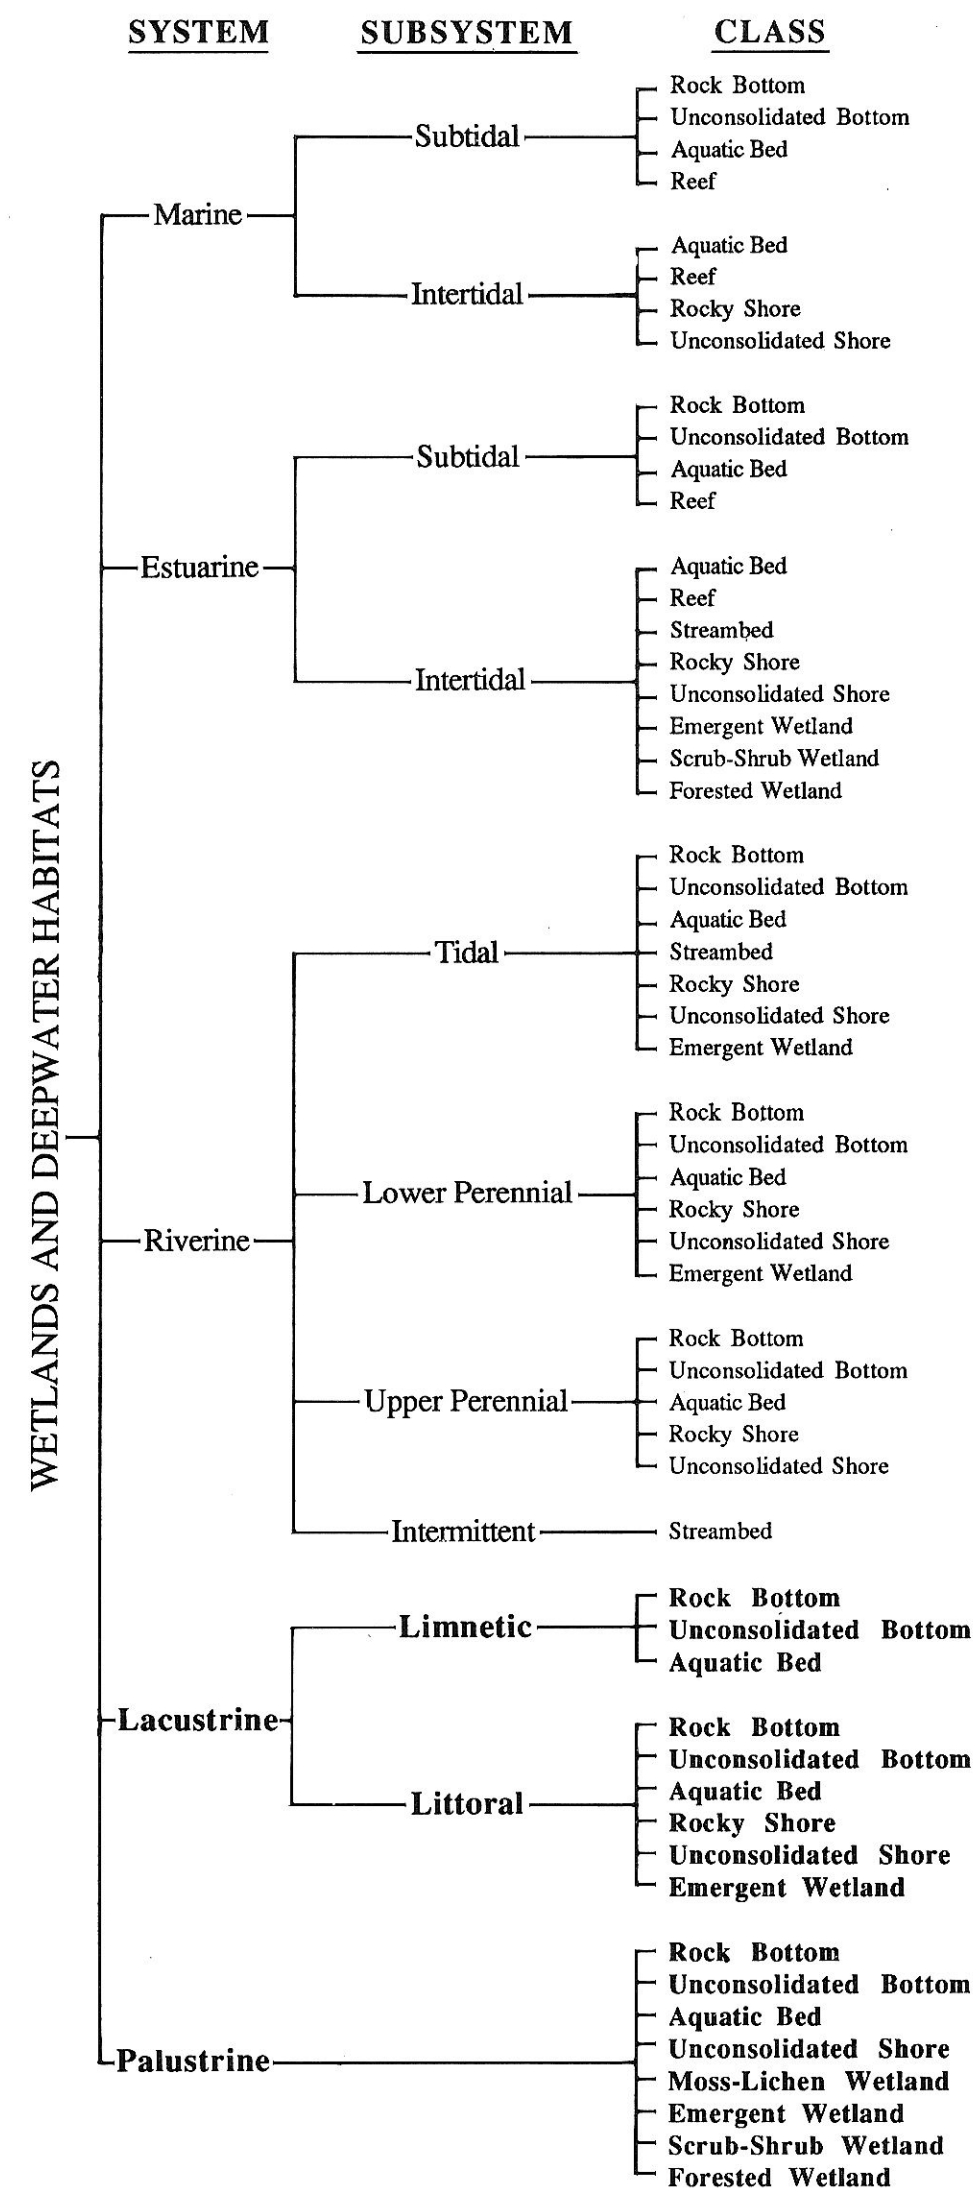 SYSTEM SUBSYSTEM CLASS
WETLANDS AND DEEPWATER HABITATS
Marine
Subtidal
Rock Bottom
Unconsolidated Bottom
Aquatic Bed
Reef
Intertidal
Aquatic Bed
Reef
Rocky Shore
Unconsolidated Shore
Estuarine
Subtidal
Rock Bottom
Unconsolidated Bottom
Aquatic Bed
Reef
Intertidal
Aquatic Bed
Reef
Streambed
Rocky Shore
Unconsolidated Shore
Emergent Wetland
Scrub-Shrub Wetland
Forested Wetland
Riverine
Tidal
Rock Bottom
Unconsolidated Bottom
Aquatic Bed
Streambed
Rocky Shore
Unconsolidated Shore
Emergent Wetland
Lower Perennial
Rock Bottom
Unconsolidated Bottom
Aquatic Bed
Rocky Shore
Unconsolidated Shore
Emergent Wetland
Upper Perennial
Rock Bottom
Unconsolidated Bottom
Aquatic Bed
Rocky Shore
Unconsolidated Shore
Intermittent
Streambed
Lacustrine
Limnetic
Rock Bottom
Unconsolidated Bottom
Aquatic Bed
Littoral
Rock Bottom
Unconsolidated Bottom
Aquatic Bed
Rocky Shore
Unconsolidated Shore
Emergent Wetland
Palustrine
Rock Bottom
Unconsolidated Bottom
Aquatic Bed
Unconsolidated Shore
Moss-Lichen Wetland
Emergent Wetland
Scrub-Shrub Wetland
Forested Wetland